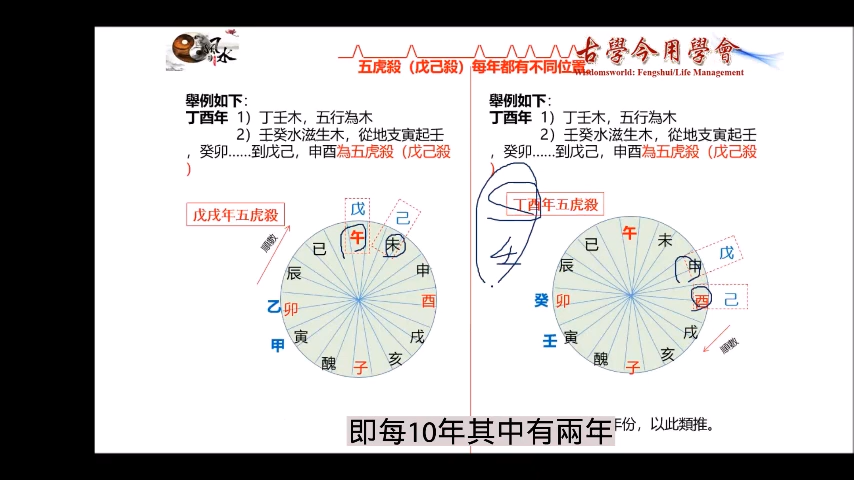 風水
古學今用學會
Wisdomsworld: Fengshui/Life Management
五虎殺（戊己殺）每年都有不同位置
舉例如下：
丁酉年 1）丁壬木，五行為木
2）壬癸水滋生木，從地支寅起壬
，癸卯……到戊己，申酉為五虎殺（戊己殺
）
戊戌年五虎殺
順數
戊
己
午
未
巳
申
辰
酉
乙
卯
甲
寅
戌
醜
亥
子
舉例如下：
丁酉年 1）丁壬木，五行為木
2）壬癸水滋生木，從地支寅起壬
，癸卯……到戊己，申酉為五虎殺（戊己殺
）
丁酉年五虎殺
午
未
巳
申
戊
辰
癸
卯
酉
己
壬
寅
戌
順數
醜
亥
子
年份，以此類推。
即每10年其中有兩年